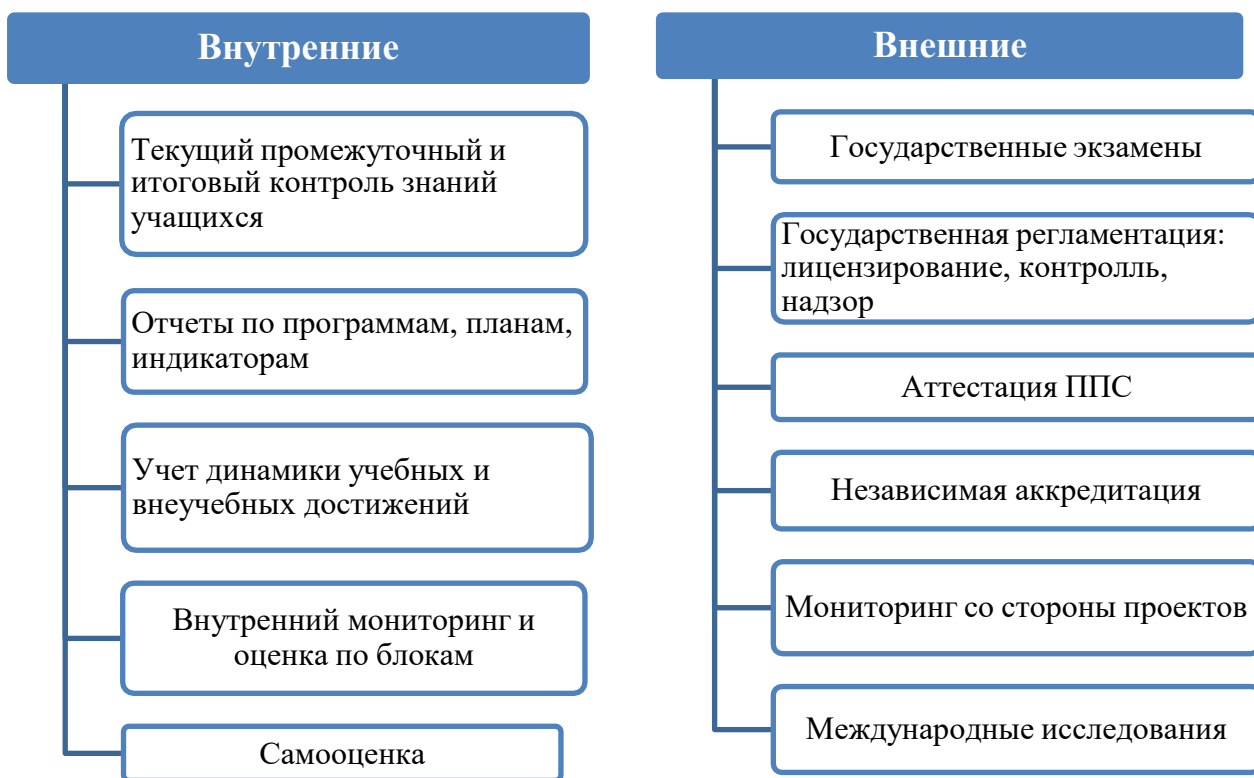 Внутренние
Текущий промежуточный и
итоговый контроль знаний
учащихся
Отчеты по программам, планам,
индикаторам
Учет динамики учебных и
внеучебных достижений
Внутренний мониторинг и
оценка по блокам
Самооценка
Внешние
Государственные экзамены
Государственная регламентация:
лицензирование, контролль,
надзор
Аттестация ППС
Независимая аккредитация
Мониторинг со стороны проектов
Международные исследования